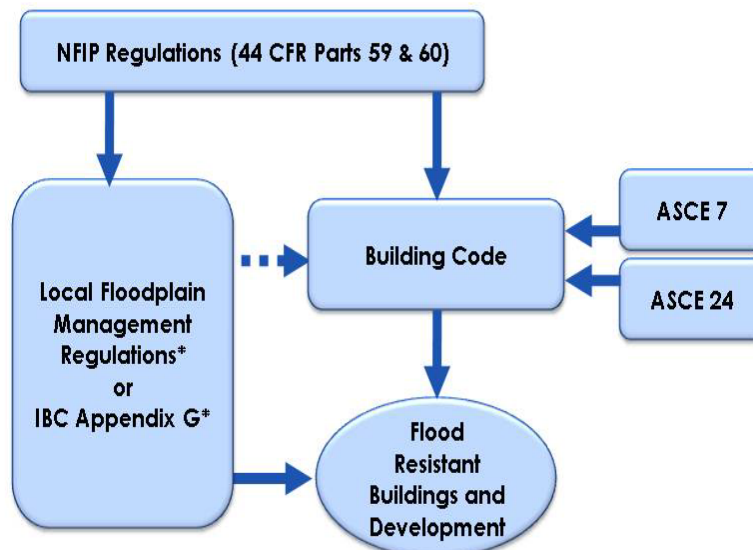 NFIP Regulations (44 CFR Parts 59 & 60)
Local Floodplain
Management
Regulations*
or
IBC Appendix G*
Building Code
ASCE 7
ASCE 24
Flood
Resistant
Buildings and
Development